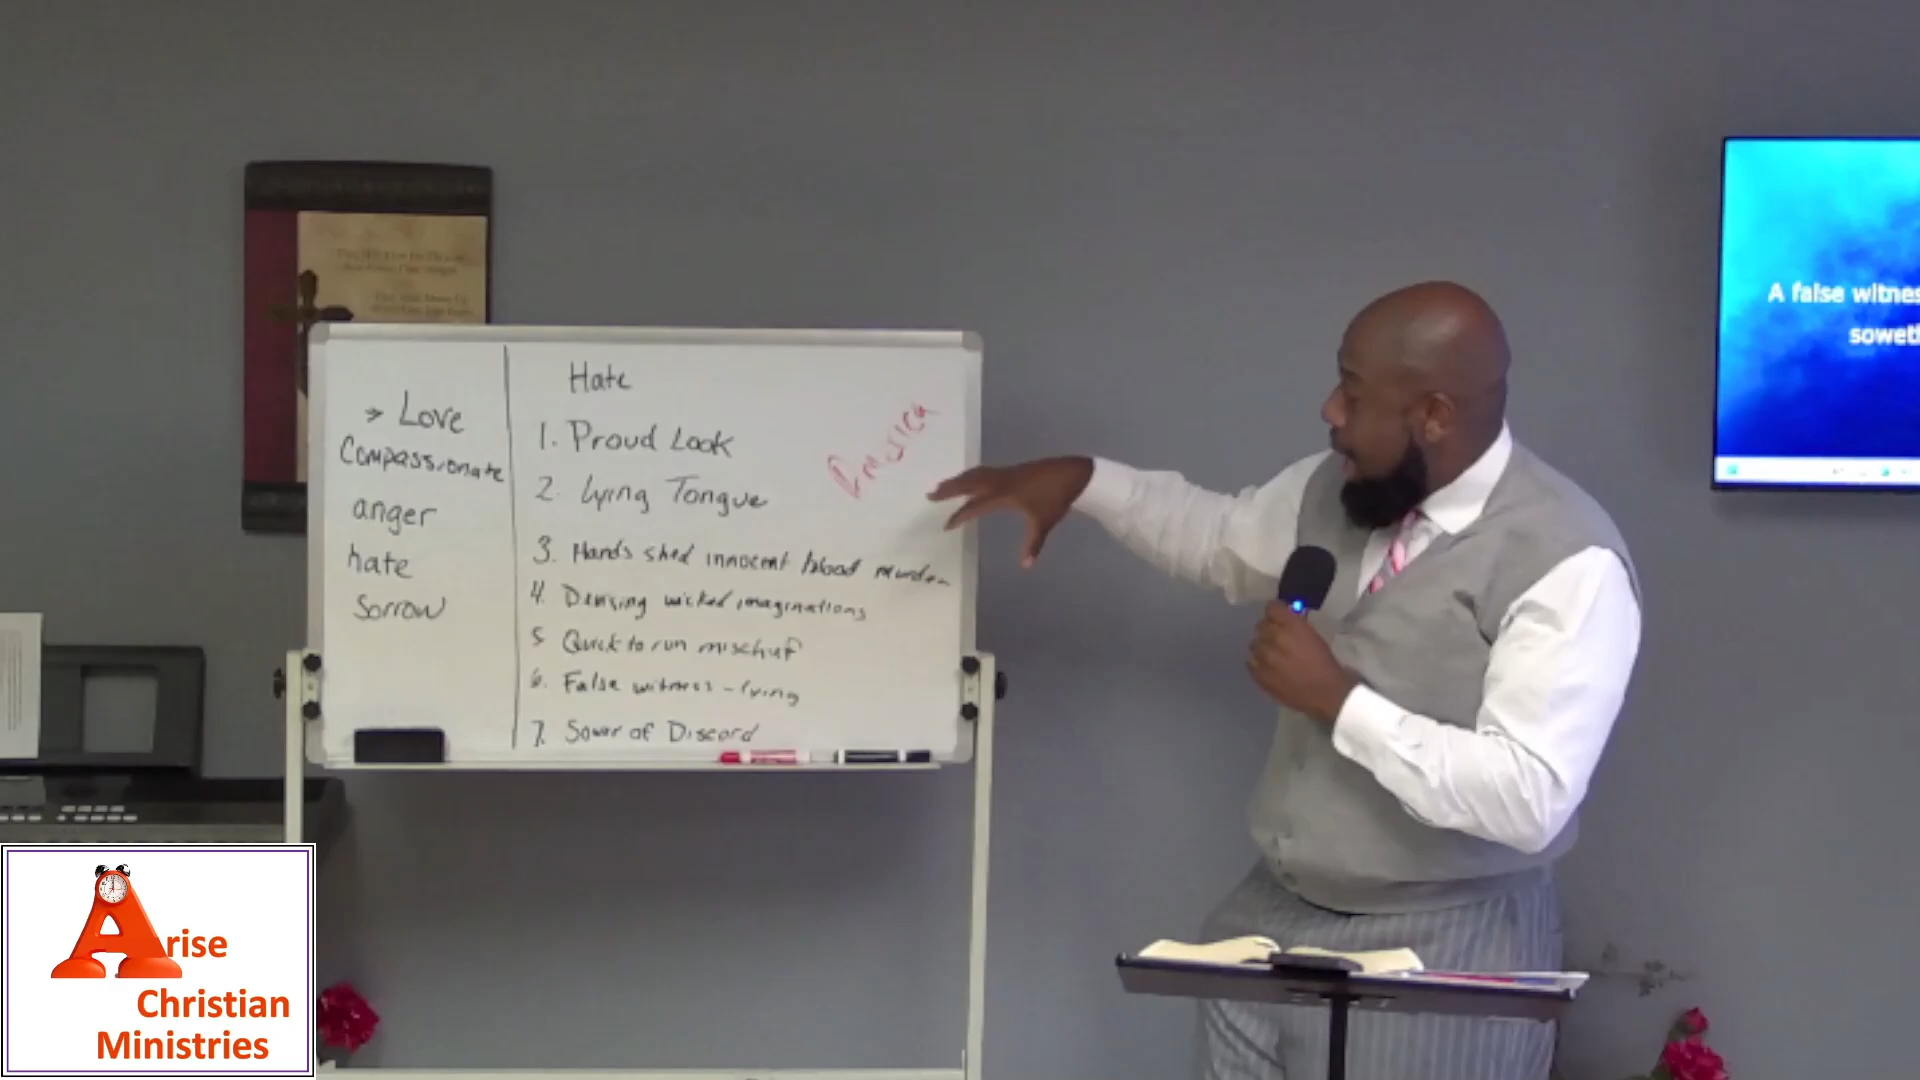 → Love
Compassionate
anger
hate
Sorrow
Hate
1. Proud Look
2. Lying Tongue
3. Hands shed innocent blood murder
4. Devising wicked imaginations
5 Quick to run mischief
6. False witness - lying
7. Sower of Discord
A false witnes
soweth
Arise
Christian
Ministries